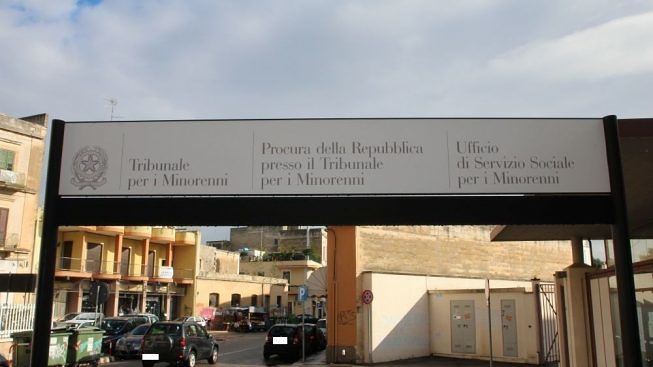 Tribunale
per i Minorenni
Procura della Repubblica
presso il Tribunale
per i Minorenni
Ufficio
di Servizio Sociale
per i Minorenni